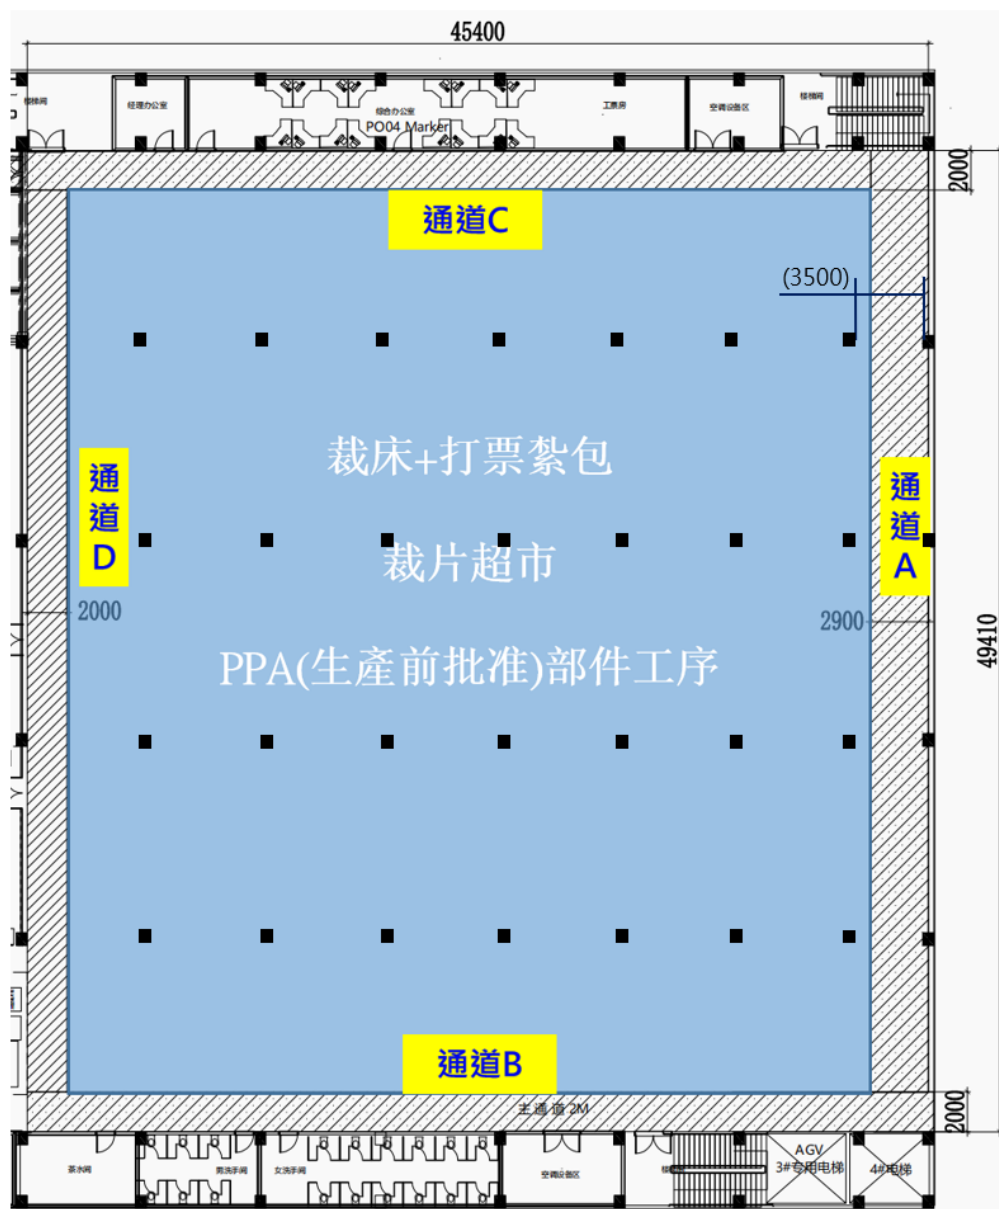 45400
楼梯间
经理办公室
综合办公室
PO04 Marker
工票房
空调设备区
楼梯间
2000
通道C
(3500)
裁床+打票紮包
通
道
D
通
道
A
裁片超市
2000
2900
49410
PPA(生產前批准)部件工序
通道B
主通道 2M
2000
茶水间
男洗手间
女洗手间
空调设备区
AGV
3#专用电梯
4#电梯